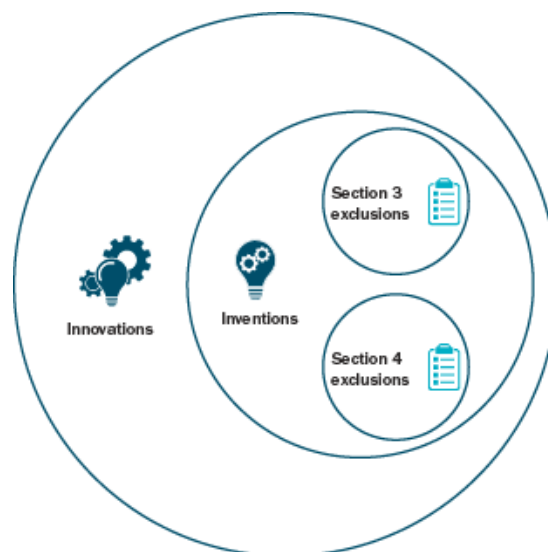 Section 3
exclusions
Innovations
Inventions
Section 4
exclusions